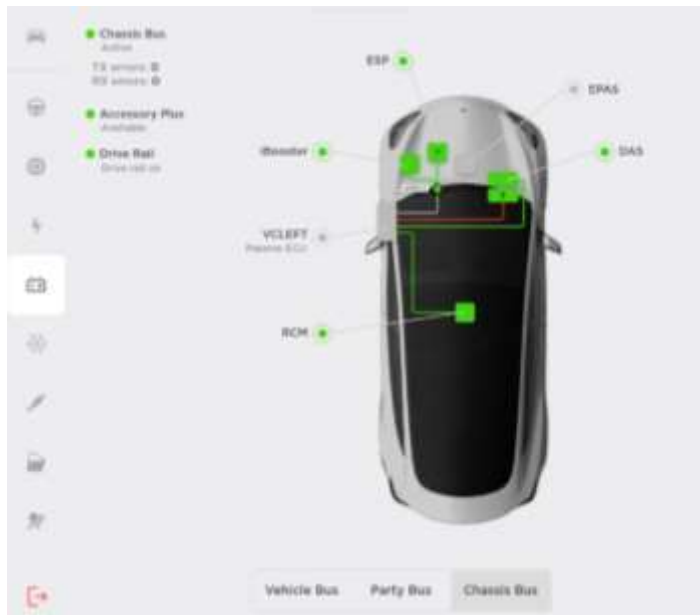 Chassis Bus
Active
TX errors: 0
RX errors: 0
Accessory Plus
Available
Drive Rail
Drive rail ok
ESP
EPAS
iBooster
DAS
VCLEFT
Passive ECU
RCM
Vehicle Bus
Party Bus
Chassis Bus